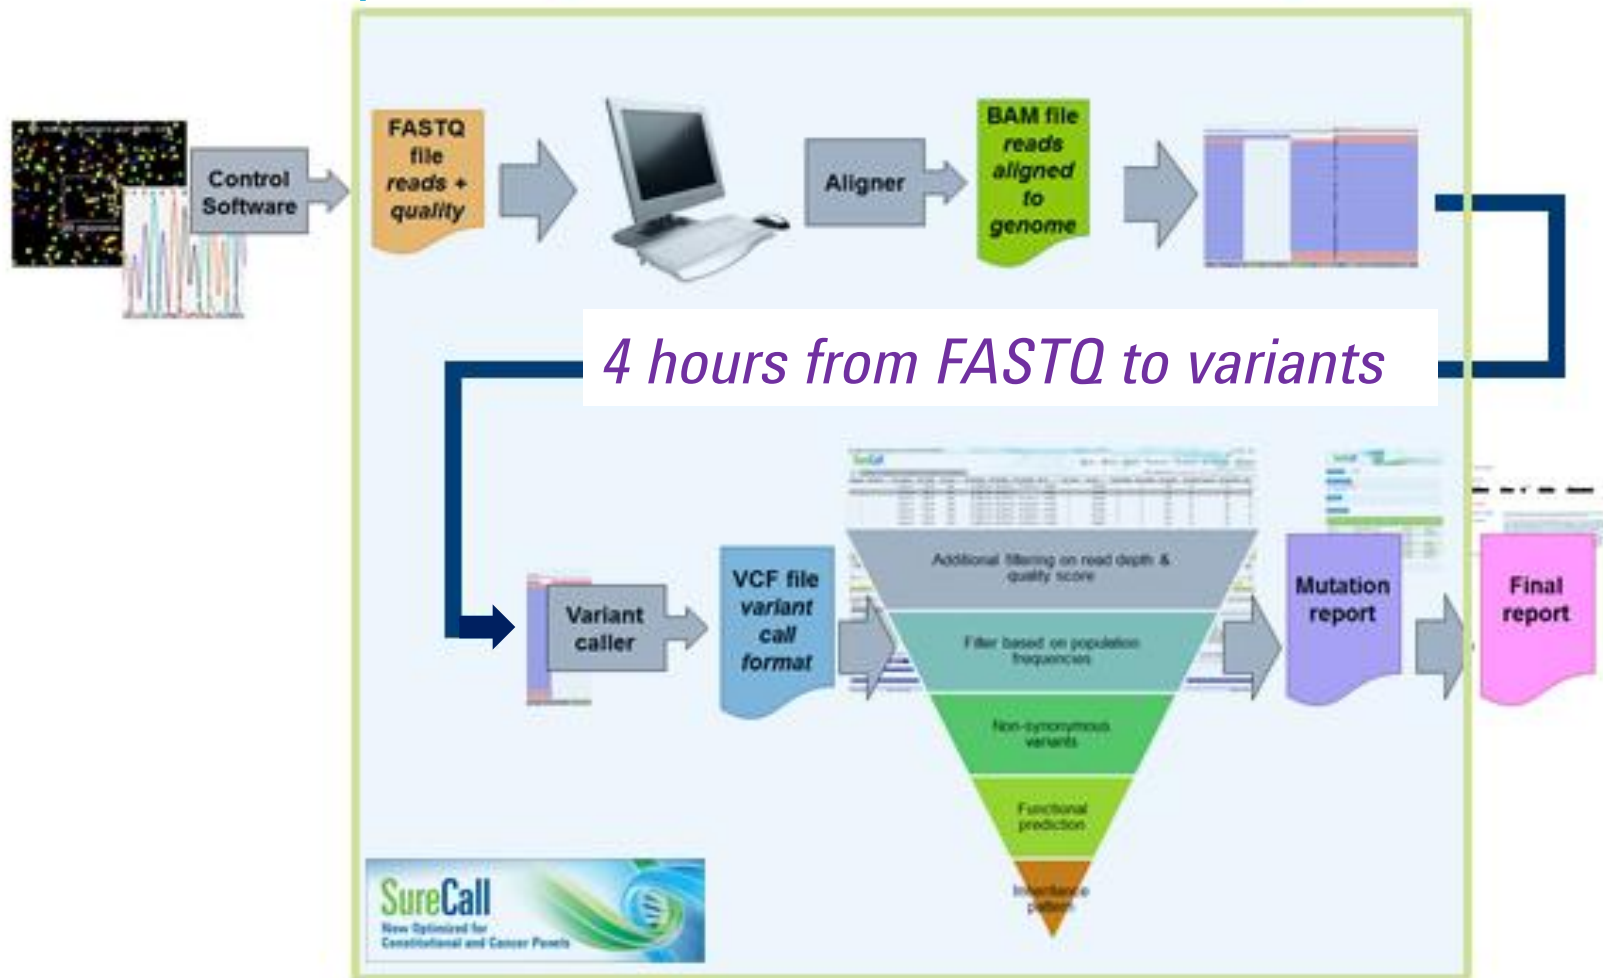 Control
Software
FASTQ
file
reads +
quality
Aligner
BAM file
reads
aligned
to
genome
4 hours from FASTQ to variants
SureCall
Variant
caller
VCF file
variant
call
format
Additional filtering on read depth &
quality score
Filter based on population
frequencies
Non-synonymous
variants
Functional
prediction
Inheritance
pattern
Mutation
report
Final
report
SureCall
Now Optimized for
Constitutional and Cancer Panels